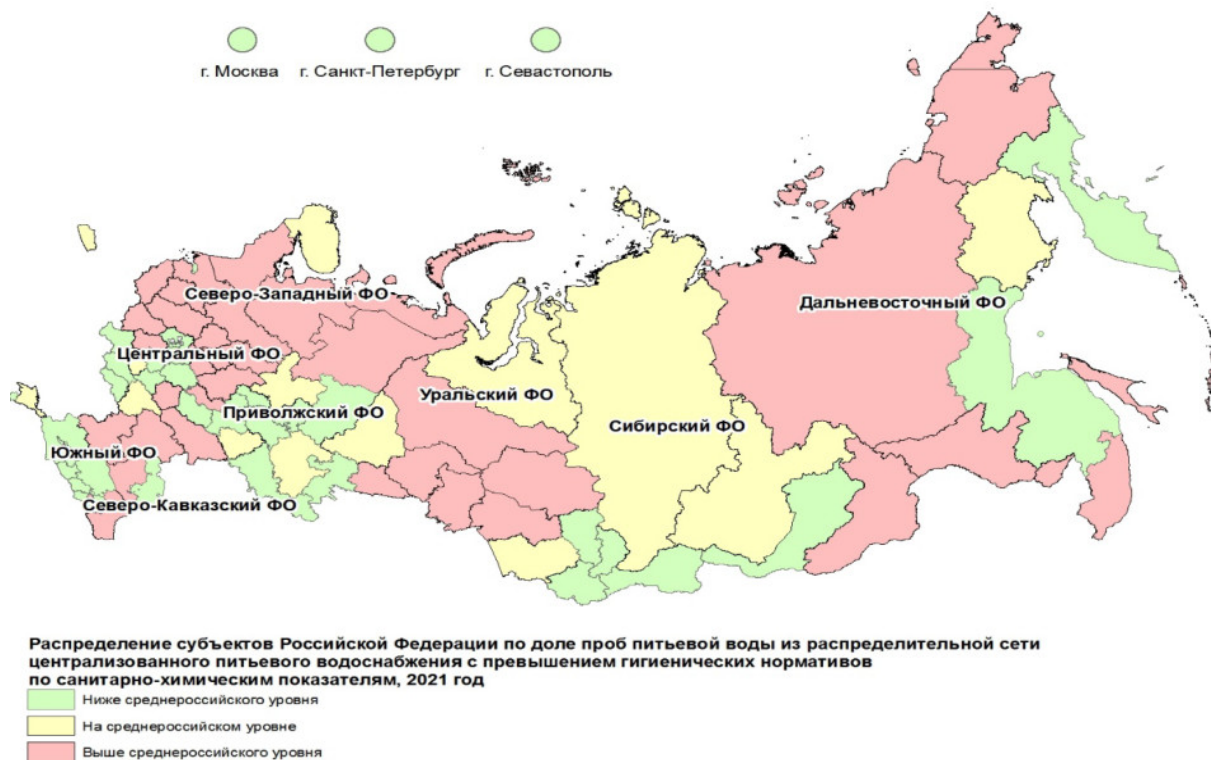 г. Москва г. Санкт-Петербург г. Севастополь
Северо-Западный ФО
Дальневосточный ФО
Центральный ФО
Уральский ФО
Приволжский ФО
Сибирский ФО
Южный ФО
Северо-Кавказский ФО
Распределение субъектов Российской Федерации по доле проб питьевой воды из распределительной сети
централизованного питьевого водоснабжения с превышением гигиенических нормативов
по санитарно-химическим показателям, 2021 год
Ниже среднероссийского уровня
На среднероссийском уровне
Выше среднероссийского уровня